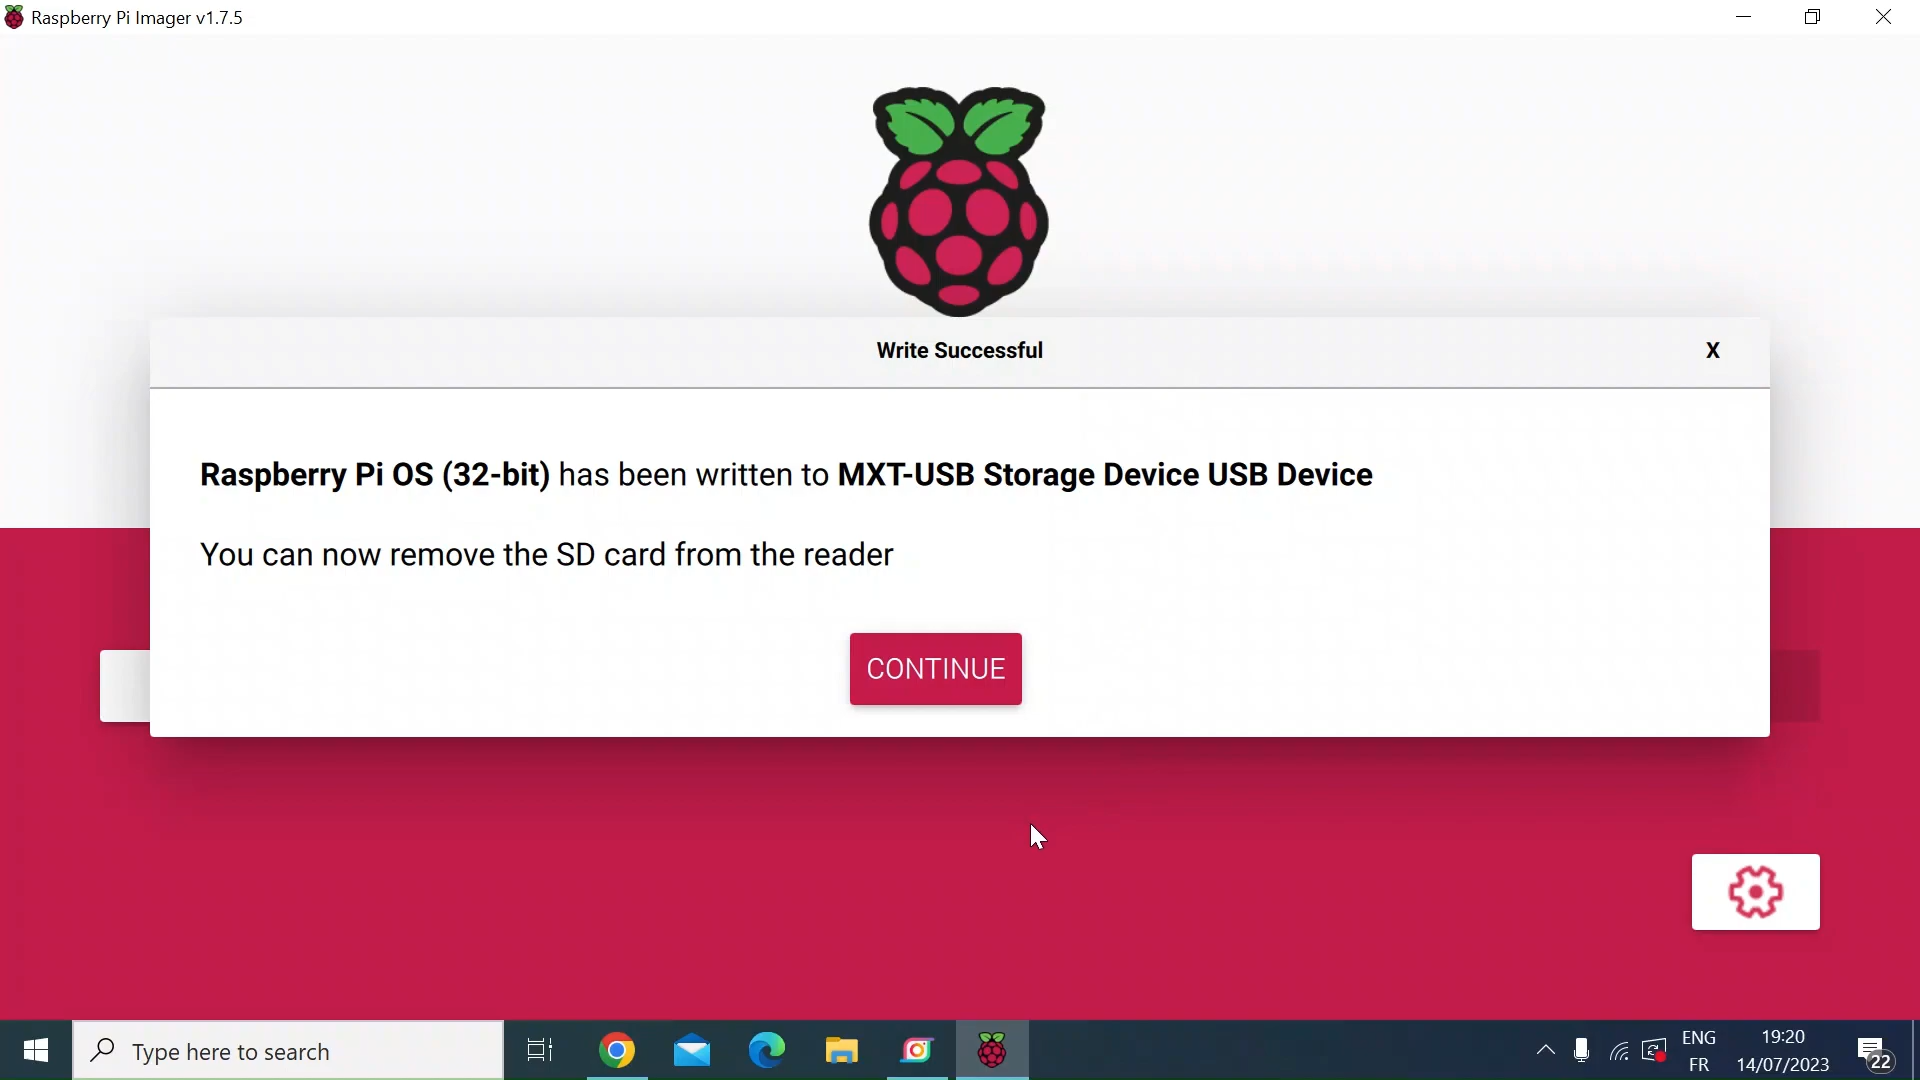 Raspberry Pi Imager v1.7.5
Write Successful
X
Raspberry Pi OS (32-bit) has been written to MXT-USB Storage Device USB Device
You can now remove the SD card from the reader
CONTINUE
Type here to search
ENG
FR
19:20
14/07/2023
22